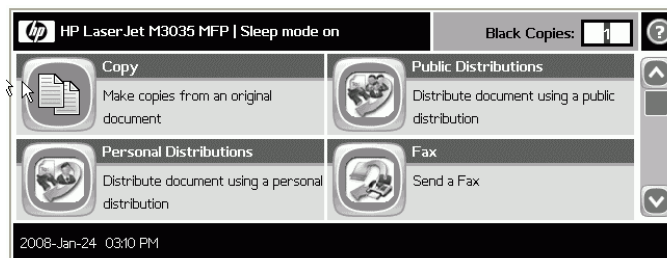 hp HP LaserJet M3035 MFP | Sleep mode on
Black Copies: 1
?
Copy
Make copies from an original
document
Public Distributions
Distribute document using a public
distribution
Personal Distributions
Distribute document using a personal
distribution
Fax
Send a Fax
2008-Jan-24 03:10 PM